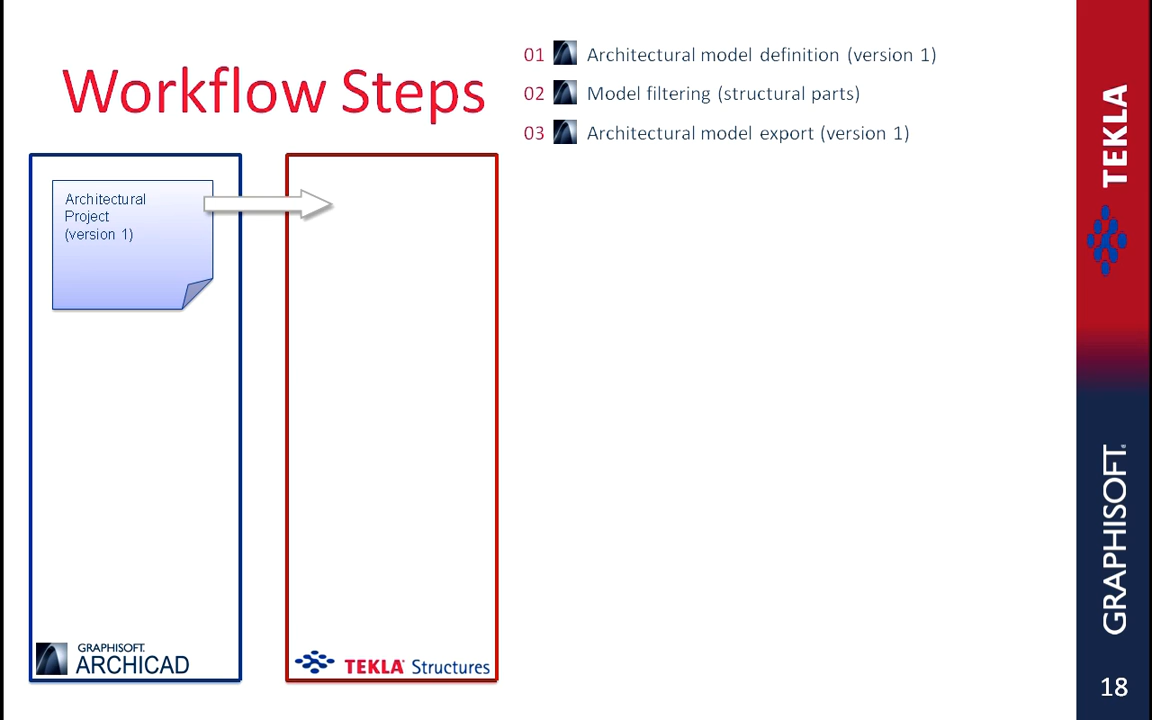 Workflow Steps
01 Architectural model definition (version 1)
02 Model filtering (structural parts)
03 Architectural model export (version 1)
Architectural
Project
(version 1)
GRAPHISOFT.
ARCHICAD
TEKLA Structures
TEKLA
GRAPHISOFT.
18